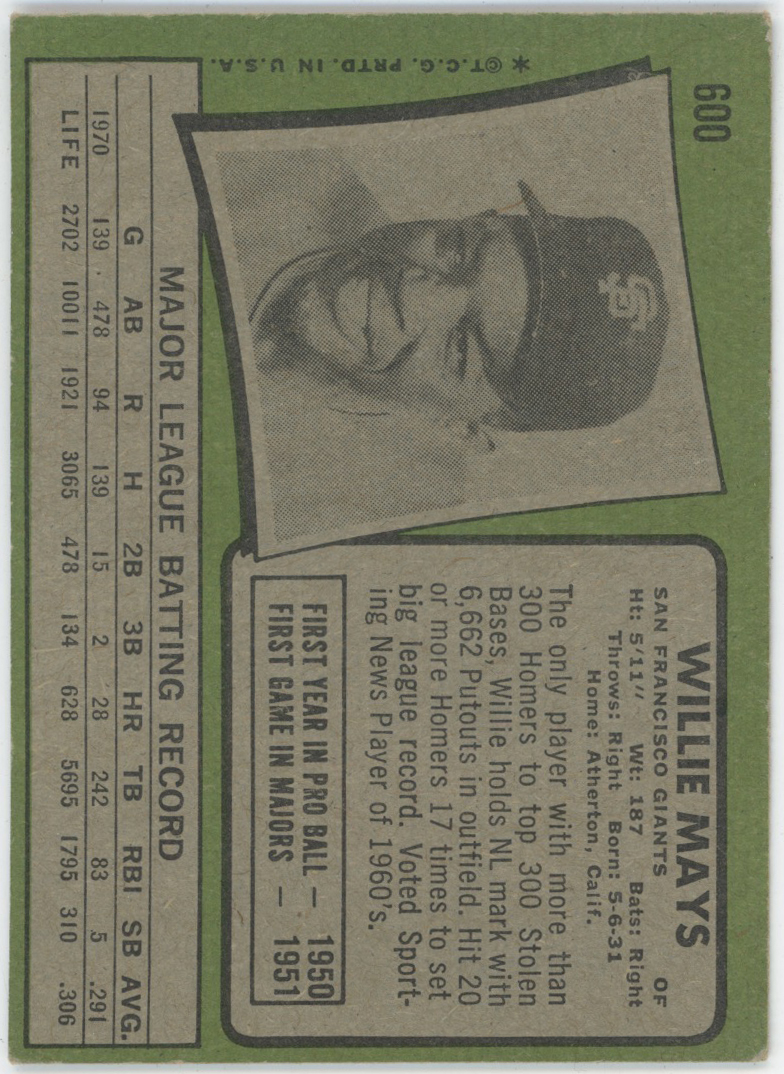 600
WILLIE MAYS OF
SAN FRANCISCO GIANTS
Ht: 5'11" Wt: 187 Bats: Right
Throws: Right Born: 5-6-31
Home: Atherton, Calif.
The only player with more than
300 Homers to top 300 Stolen
Bases, Willie holds NL mark with
6,662 Putouts in outfield. Hit 20
or more Homers 17 times to set
big league record. Voted Sport-
ing News Player of 1960's.
FIRST YEAR IN PRO BALL — 1950
FIRST GAME IN MAJORS — 1951
SF
*©T.C.G. PRTD. IN U.S.A.
MAJOR LEAGUE BATTING RECORD
G AB R H 2B 3B HR TB RBI SB AVG.
1970 139 478 94 139 15 2 28 242 83 5 .291
LIFE 2702 10011 1921 3065 478 134 628 5695 1795 310 .306